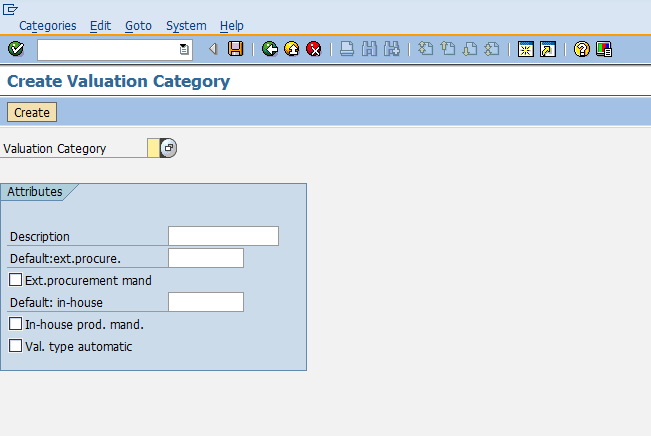 Categories Edit Goto System Help
Create Valuation Category
Create
Valuation Category
Attributes
Description
Default:ext.procure.
Ext.procurement mand
Default: in-house
In-house prod. mand.
Val. type automatic